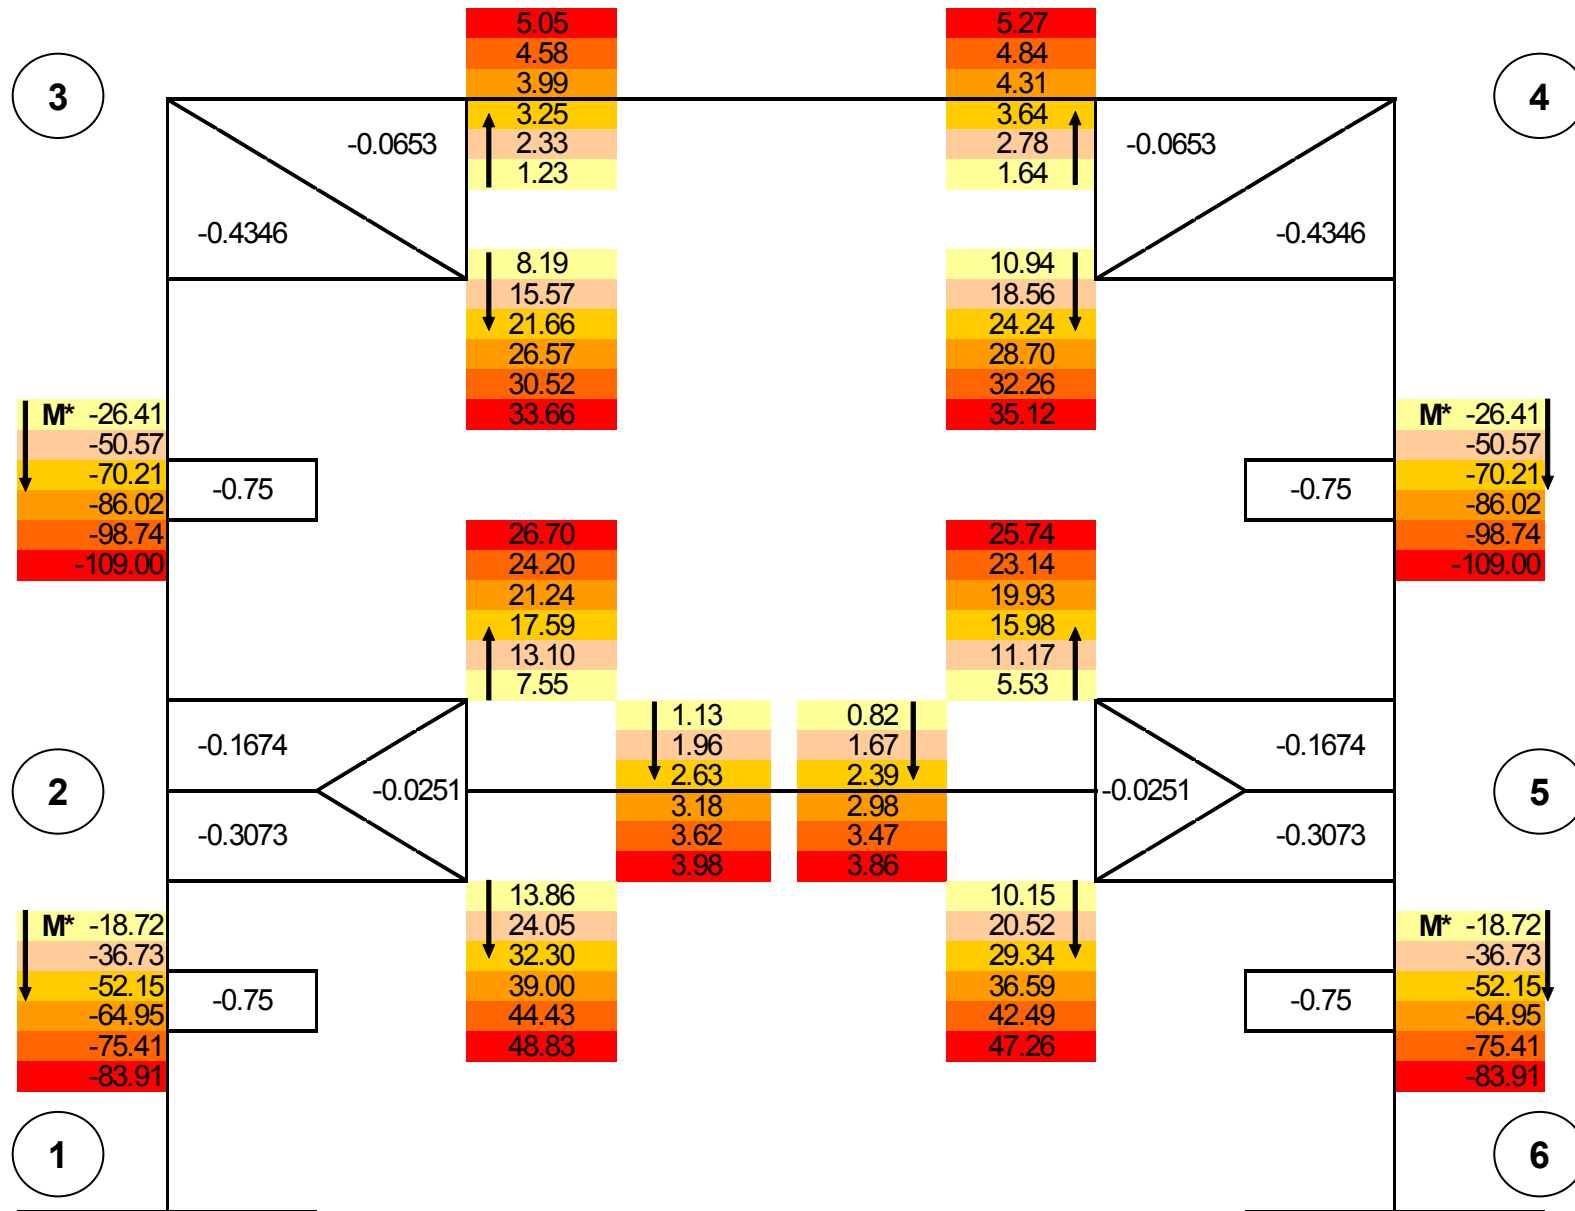 5.05 5.27
4.58 4.84
3 3.99 4.31 4
3.25 3.64
-0.0653 2.33 2.78 -0.0653
1.23 1.64
-0.4346 -0.4346
8.19 10.94
15.57 18.56
21.66 24.24
26.57 28.70
30.52 32.26
M* -26.41 33.66 35.12 M* -26.41
-50.57 -50.57
-70.21 -70.21
-0.75 -0.75
-86.02 -86.02
-98.74 26.70 25.74 -98.74
-109.00 24.20 23.14 -109.00
21.24 19.93
17.59 15.98
13.10 11.17
7.55 5.53
1.13 0.82
-0.1674 1.96 1.67 -0.1674
2.63 2.39
2 -0.0251 -0.0251 5
3.18 2.98
-0.3073 3.62 3.47 -0.3073
3.98 3.86
13.86 10.15
M* -18.72 24.05 20.52 M* -18.72
-36.73 32.30 29.34 -36.73
-52.15 39.00 36.59 -52.15
-0.75 -0.75
-64.95 44.43 42.49 -64.95
-75.41 48.83 47.26 -75.41
-83.91 -83.91
1 6